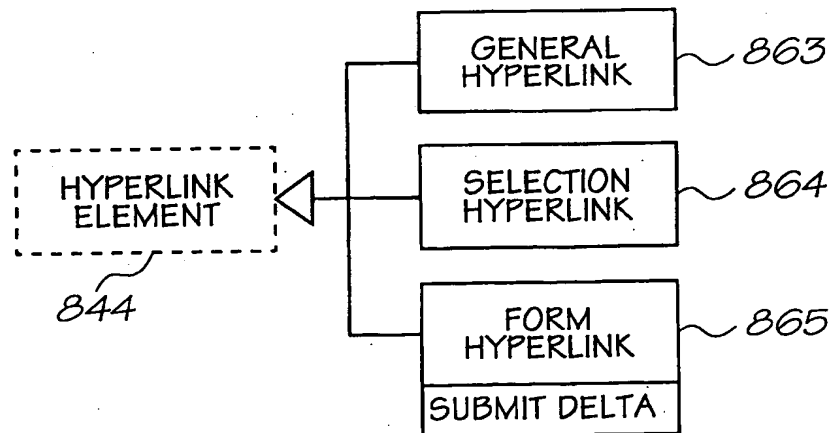 GENERAL
HYPERLINK
863
HYPERLINK
ELEMENT
844
SELECTION
HYPERLINK
864
FORM
HYPERLINK
865
SUBMIT DELTA